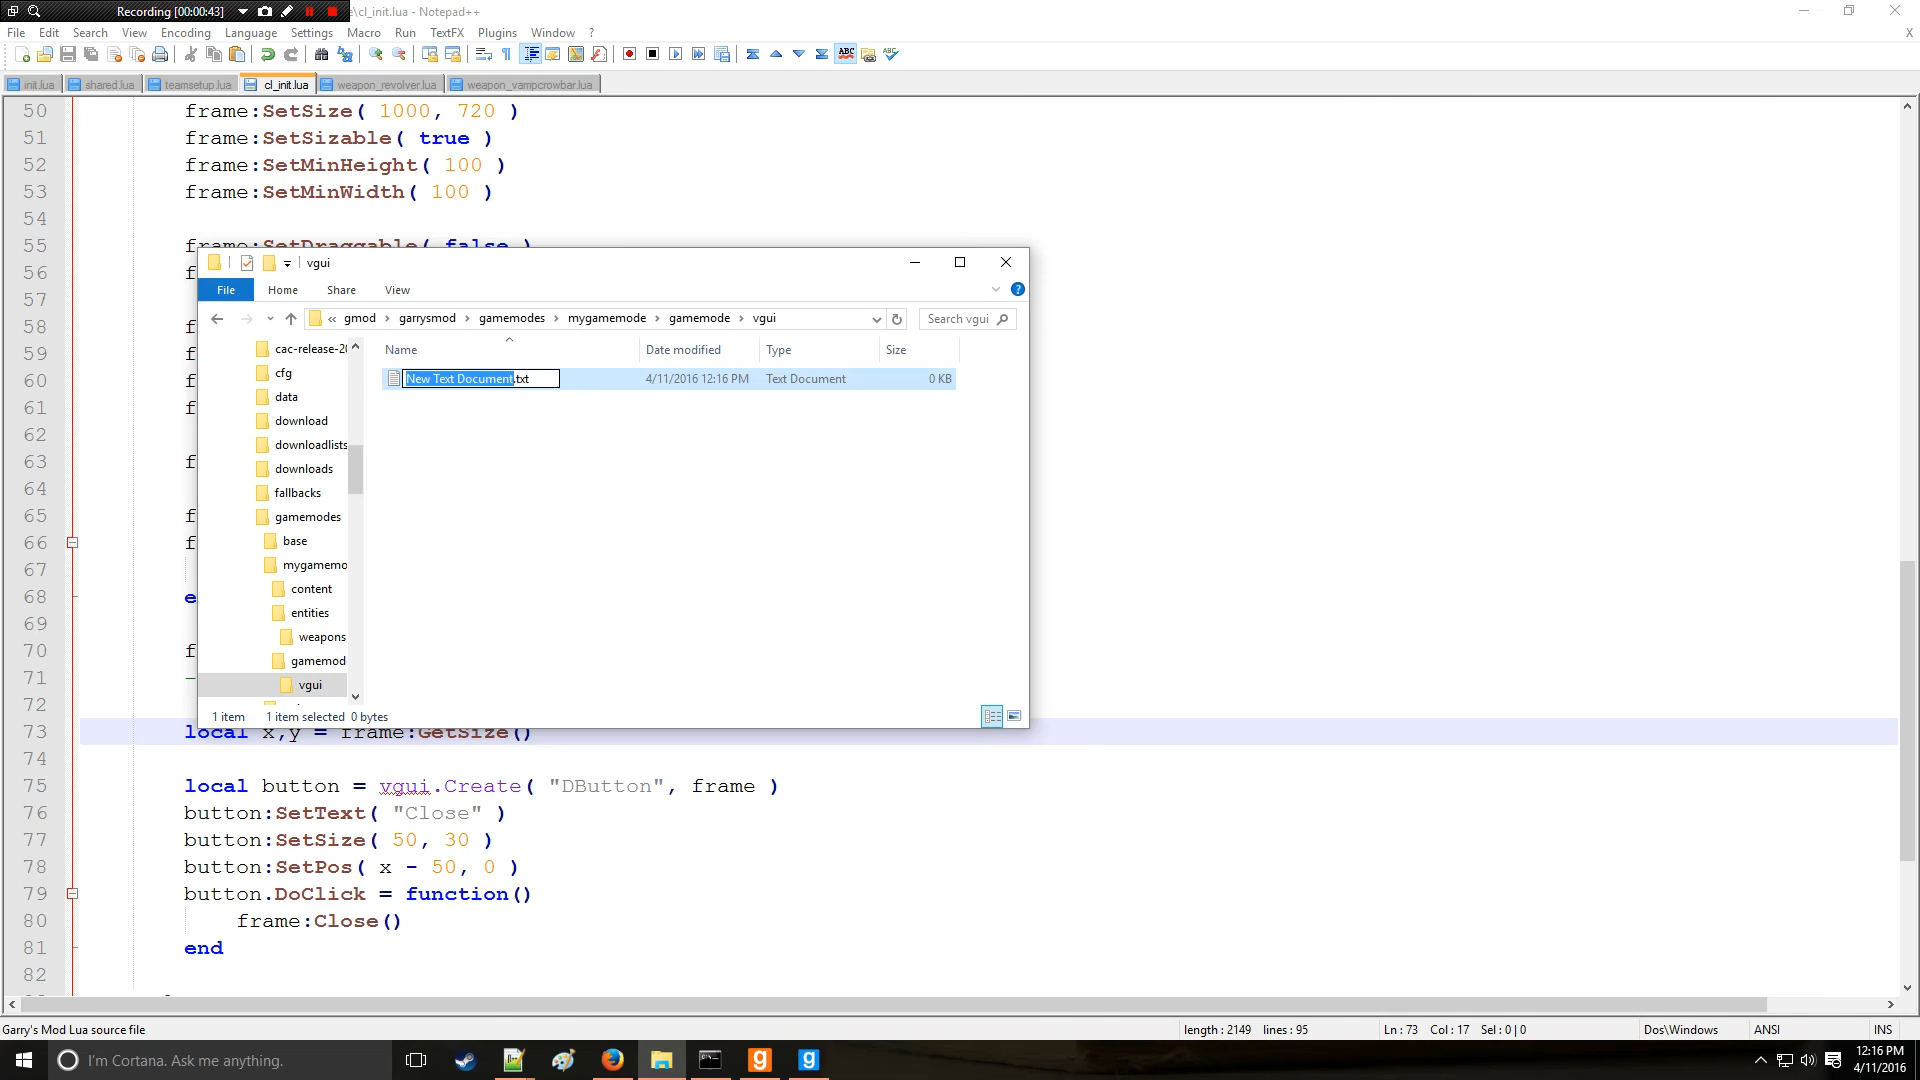 Recording [00:00:43]
\cl_init.lua - Notepad++
File Edit Search View Encoding Language Settings Macro Run TextFX Plugins Window ?
X
init.lua shared.lua teamsetup.lua cl_init.lua weapon_revolver.lua weapon_vampcrowbar.lua
50 frame:SetSize( 1000, 720 )
51 frame:SetSizable( true )
52 frame:SetMinHeight( 100 )
53 frame:SetMinWidth( 100 )
54
55 frame:SetDraggable( false )
56 f
57
58 f
59 f
60 f
61 f
62
63 f
64
65 f
66 f
67
68 e
69
70 f
71 -
72
73 local x,y = frame:GetSize()
74
75 local button = vgui.Create( "DButton", frame )
76 button:SetText( "Close" )
77 button:SetSize( 50, 30 )
78 button:SetPos( x - 50, 0 )
79 button.DoClick = function()
80 frame:Close()
81 end
82
vgui
File Home Share View
« gmod › garrysmod › gamemodes › mygamemode › gamemode › vgui
Search vgui
Name Date modified Type Size
New Text Document.txt 4/11/2016 12:16 PM Text Document 0 KB
cac-release-20
cfg
data
download
downloadlists
downloads
fallbacks
gamemodes
base
mygamemo
content
entities
weapons
gamemod
vgui
1 item 1 item selected 0 bytes
Garry's Mod Lua source file length : 2149 lines : 95 Ln : 73 Col : 17 Sel : 0 | 0 Dos\Windows ANSI INS
I'm Cortana. Ask me anything.
12:16 PM
4/11/2016